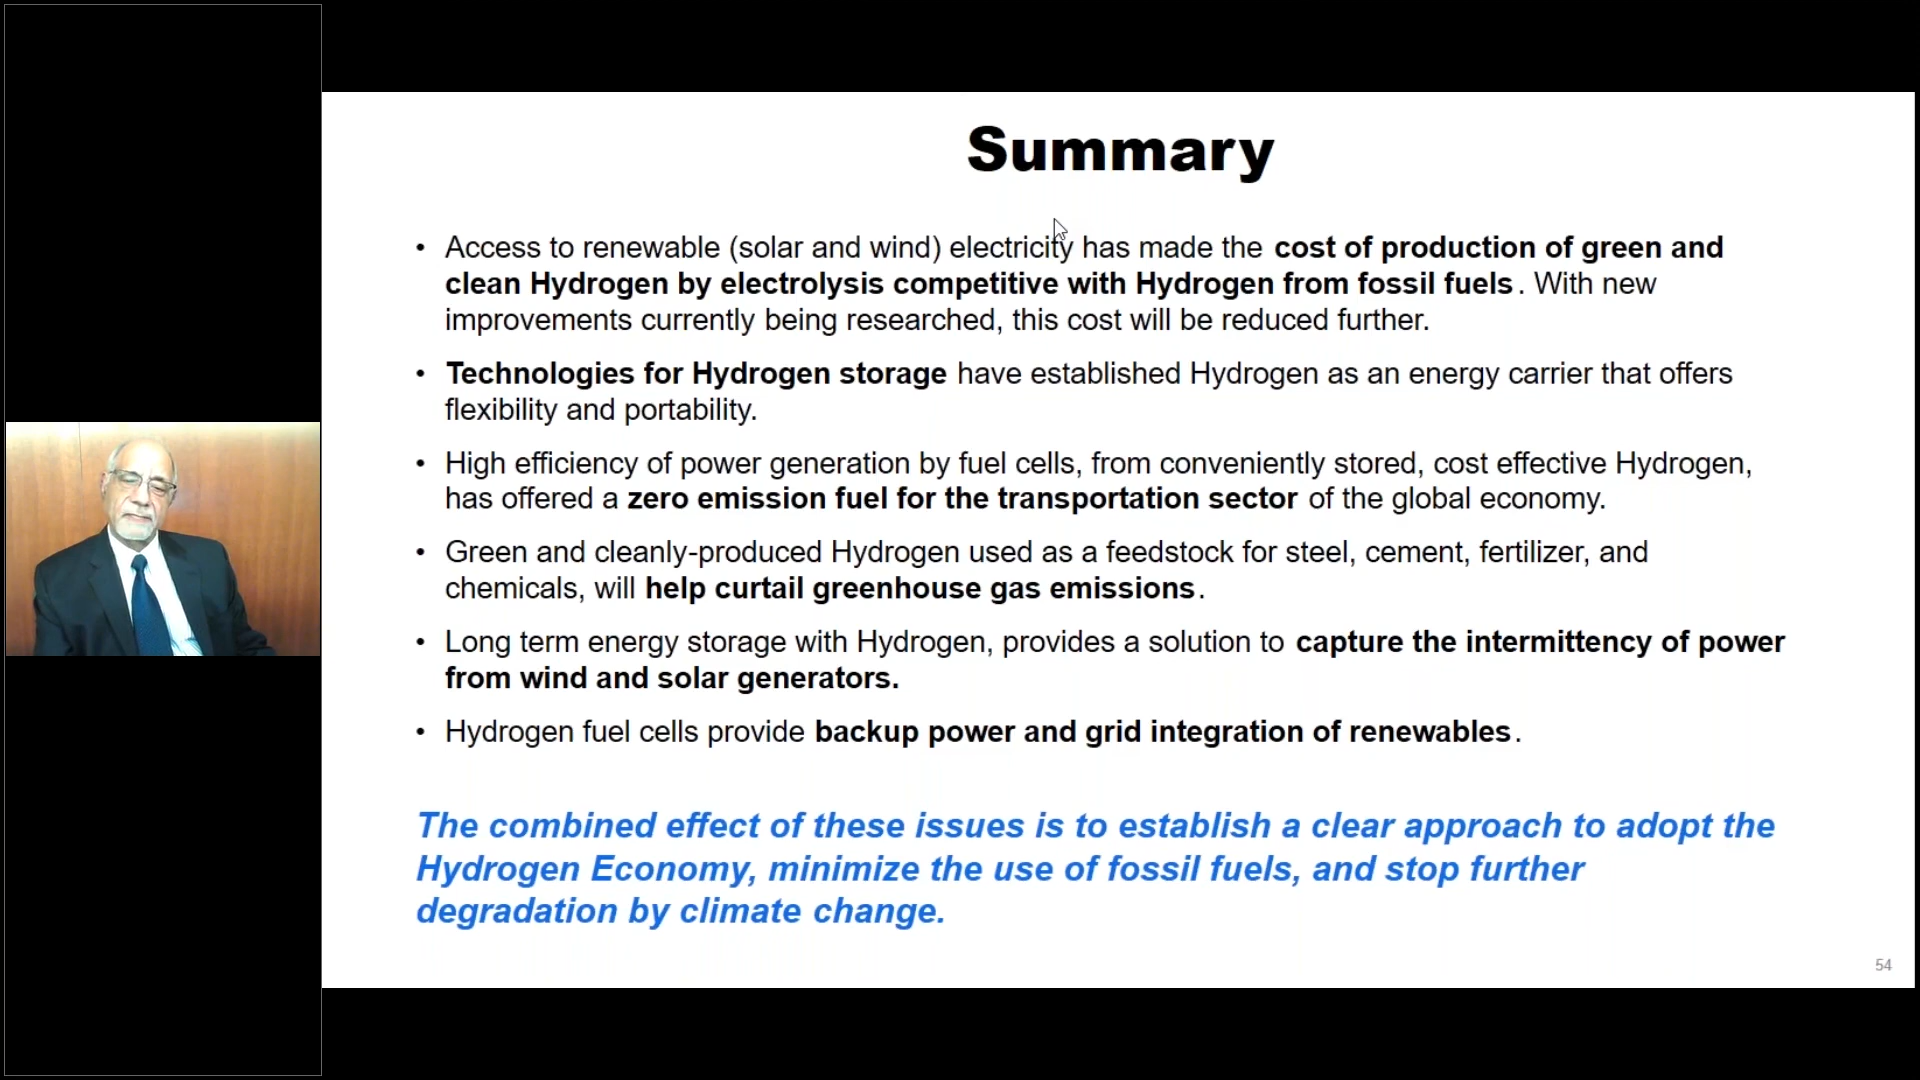 Summary
• Access to renewable (solar and wind) electricity has made the cost of production of green and
clean Hydrogen by electrolysis competitive with Hydrogen from fossil fuels. With new
improvements currently being researched, this cost will be reduced further.
• Technologies for Hydrogen storage have established Hydrogen as an energy carrier that offers
flexibility and portability.
• High efficiency of power generation by fuel cells, from conveniently stored, cost effective Hydrogen,
has offered a zero emission fuel for the transportation sector of the global economy.
• Green and cleanly-produced Hydrogen used as a feedstock for steel, cement, fertilizer, and
chemicals, will help curtail greenhouse gas emissions.
• Long term energy storage with Hydrogen, provides a solution to capture the intermittency of power
from wind and solar generators.
• Hydrogen fuel cells provide backup power and grid integration of renewables.
The combined effect of these issues is to establish a clear approach to adopt the
Hydrogen Economy, minimize the use of fossil fuels, and stop further
degradation by climate change.
54